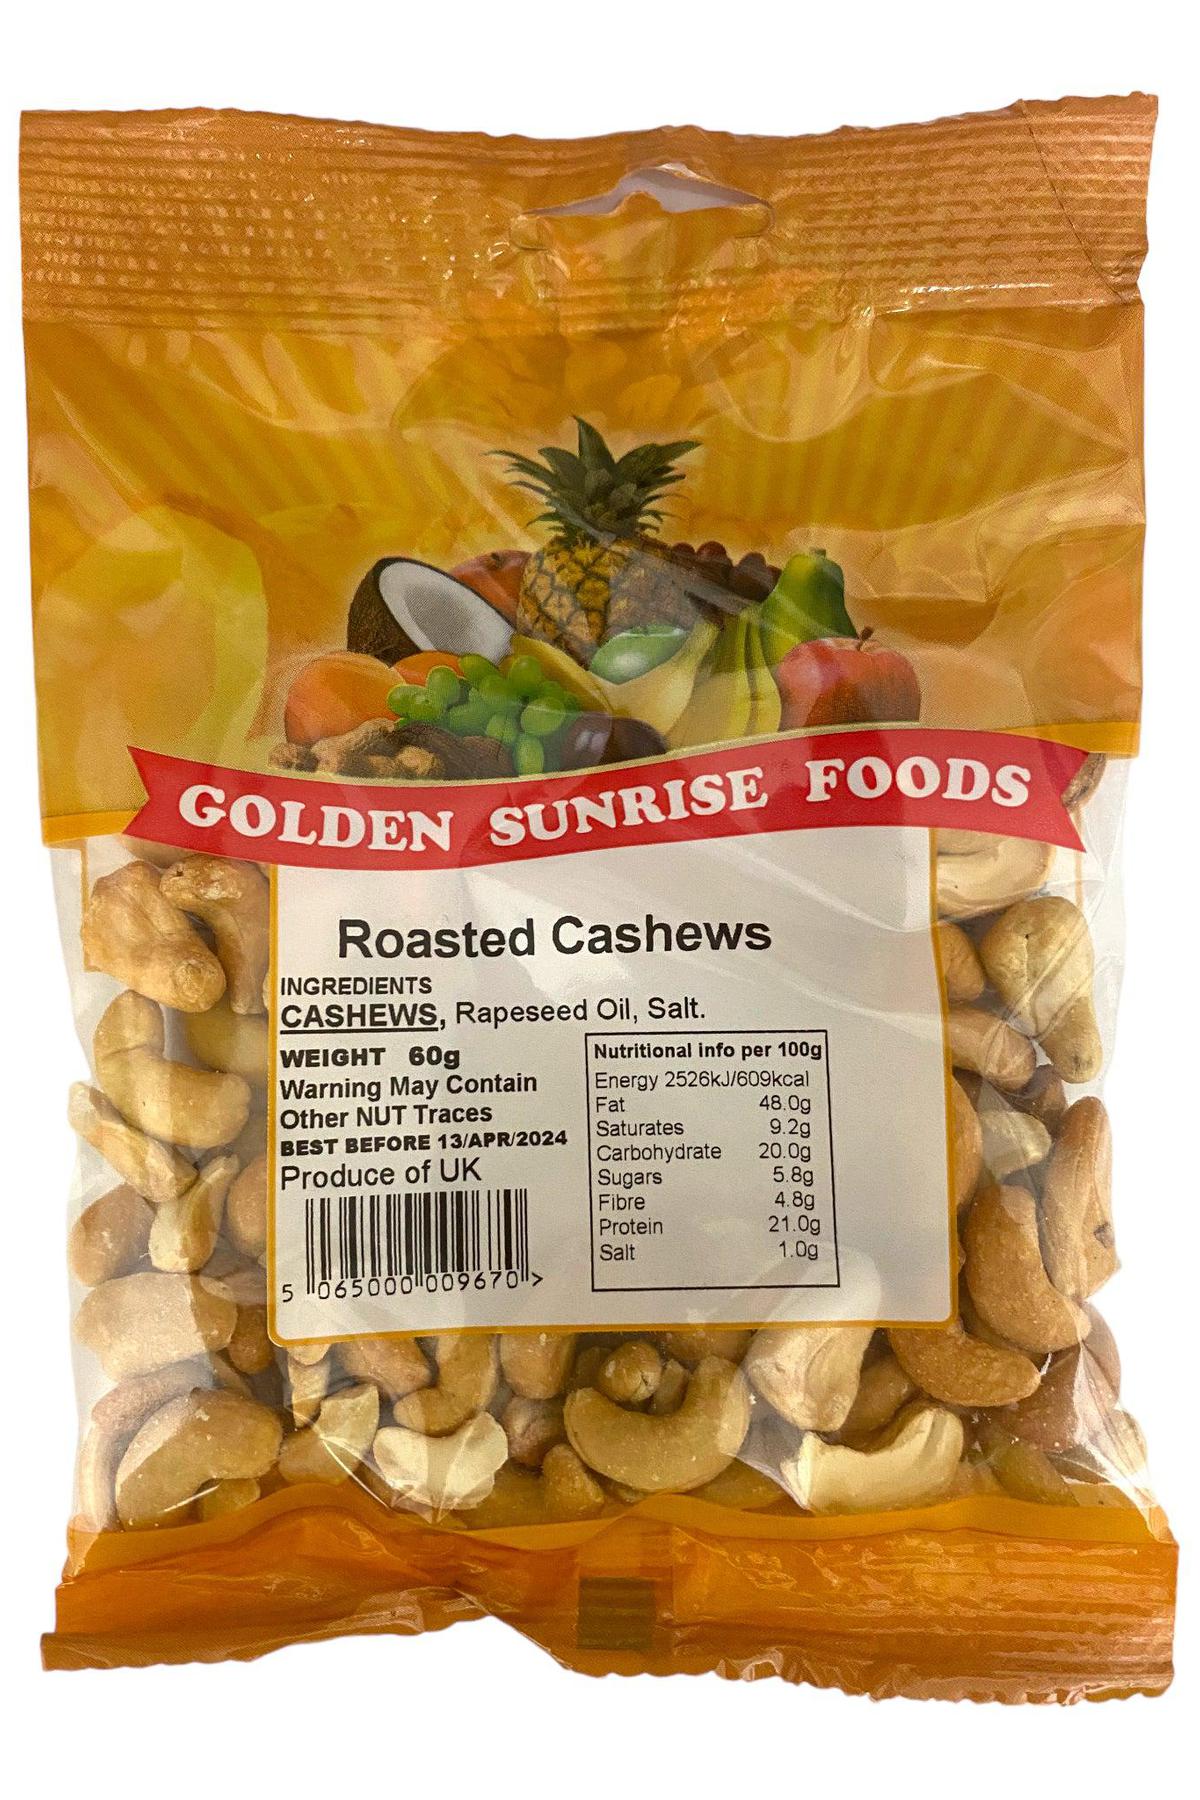 GOLDEN SUNRISE FOODS
Roasted Cashews
INGREDIENTS
CASHEWS, Rapeseed Oil, Salt.
WEIGHT 60g
Warning May Contain
Other NUT Traces
BEST BEFORE 13/APR/2024
Produce of UK
5 065000 009670 >
Nutritional info per 100g
Energy 2526kJ/609kcal
Fat 48.0g
Saturates 9.2g
Carbohydrate 20.0g
Sugars 5.8g
Fibre 4.8g
Protein 21.0g
Salt 1.0g